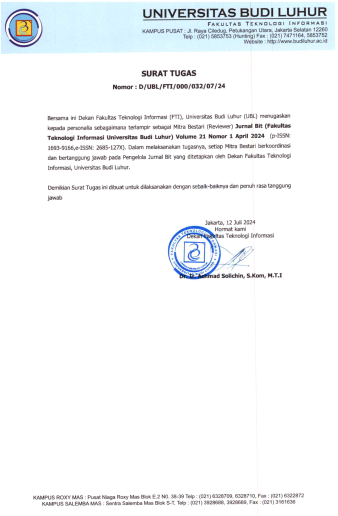 UNIVERSITAS BUDI LUHUR
FAKULTAS TEKNOLOGI INFORMASI
KAMPUS PUSAT : Jl. Raya Ciledug, Petukangan Utara, Jakarta Selatan 12260
Telp : (021) 5853753 (Hunting) Fax : (021) 7471164, 5853752
Website : http://www.budiluhur.ac.id
SURAT TUGAS
Nomor : D/UBL/FTI/000/032/07/24
Bersama ini Dekan Fakultas Teknologi Informasi (FTI), Universitas Budi Luhur (UBL) menugaskan
kepada personalia sebagaimana terlampir sebagai Mitra Bestari (Reviewer) Jurnal Bit (Fakultas
Teknologi Informasi Universitas Budi Luhur) Volume 21 Nomor 1 April 2024 (p-ISSN:
1693-9166,e-ISSN: 2685-127X). Dalam melaksanakan tugasnya, setiap Mitra Bestari berkoordinasi
dan bertanggung jawab pada Pengelola Jurnal Bit yang ditetapkan oleh Dekan Fakultas Teknologi
Informasi, Universitas Budi Luhur.
Demikian Surat Tugas ini dibuat untuk dilaksanakan dengan sebaik-baiknya dan penuh rasa tanggung
jawab
Jakarta, 12 Juli 2024
Hormat kami
Dekan Fakultas Teknologi Informasi
Dr. Ir. Achmad Solichin, S.Kom, M.T.I
KAMPUS ROXY MAS : Pusat Niaga Roxy Mas Blok E.2 N0. 38-39 Telp : (021) 6328709, 6328710, Fax : (021) 6322872
KAMPUS SALEMBA MAS : Sentra Salemba Mas Blok S-T, Telp : (021) 3928688, 3928689, Fax : (021) 3161636